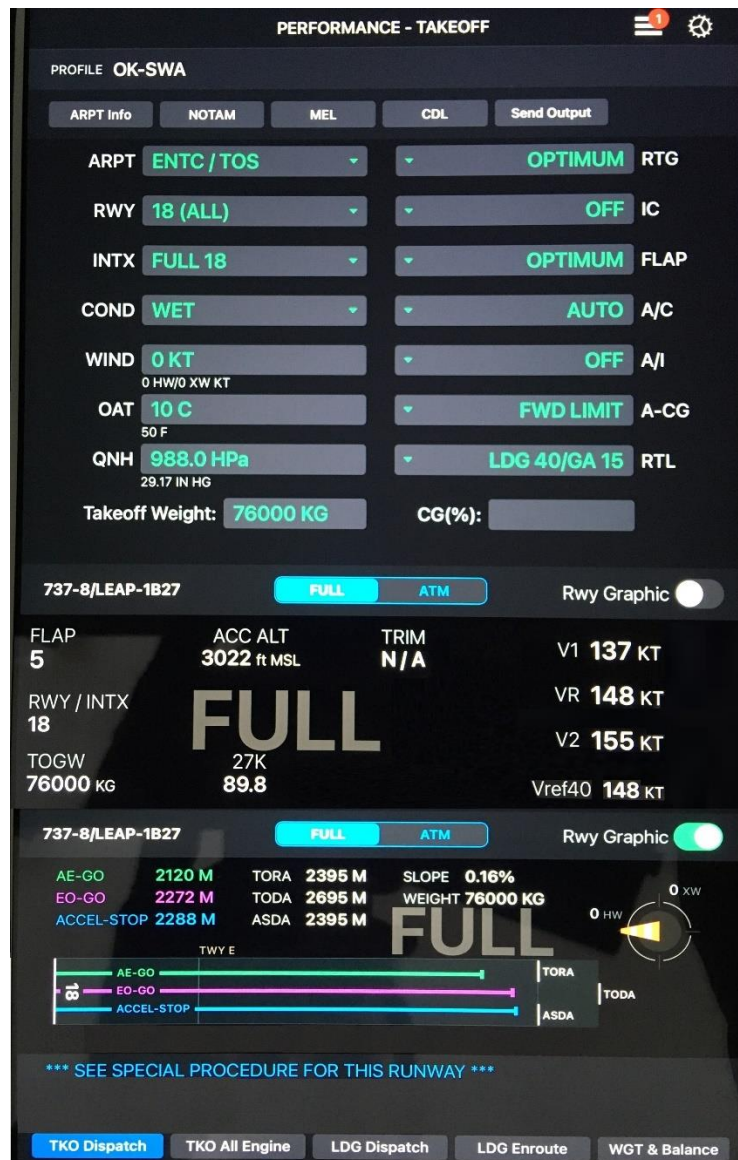 PERFORMANCE - TAKEOFF 1
PROFILE OK-SWA
ARPT Info NOTAM MEL CDL Send Output
ARPT ENTC / TOS OPTIMUM RTG
RWY 18 (ALL) OFF IC
INTX FULL 18 OPTIMUM FLAP
COND WET AUTO A/C
WIND 0 KT OFF A/I
0 HW/0 XW KT
OAT 10 C FWD LIMIT A-CG
50 F
QNH 988.0 HPa LDG 40/GA 15 RTL
29.17 IN HG
Takeoff Weight: 76000 KG CG(%):
737-8/LEAP-1B27 FULL ATM Rwy Graphic
FLAP ACC ALT TRIM V1 137 KT
5 3022 ft MSL N/A
RWY / INTX VR 148 KT
18 FULL
V2 155 KT
TOGW 27K
76000 KG 89.8 Vref40 148 KT
737-8/LEAP-1B27 FULL ATM Rwy Graphic
AE-GO 2120 M TORA 2395 M SLOPE 0.16%
EO-GO 2272 M TODA 2695 M WEIGHT 76000 KG 0 XW
ACCEL-STOP 2288 M ASDA 2395 M FULL 0 HW
TWY E
AE-GO TORA
18 EO-GO TODA
ACCEL-STOP ASDA
*** SEE SPECIAL PROCEDURE FOR THIS RUNWAY ***
TKO Dispatch TKO All Engine LDG Dispatch LDG Enroute WGT & Balance